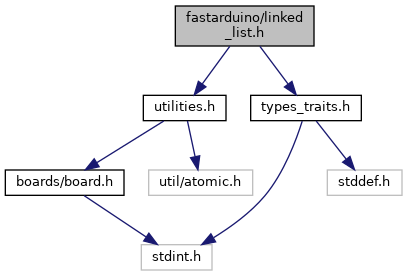 fastarduino/linked
_list.h
utilities.h
types_traits.h
boards/board.h
util/atomic.h
stddef.h
stdint.h